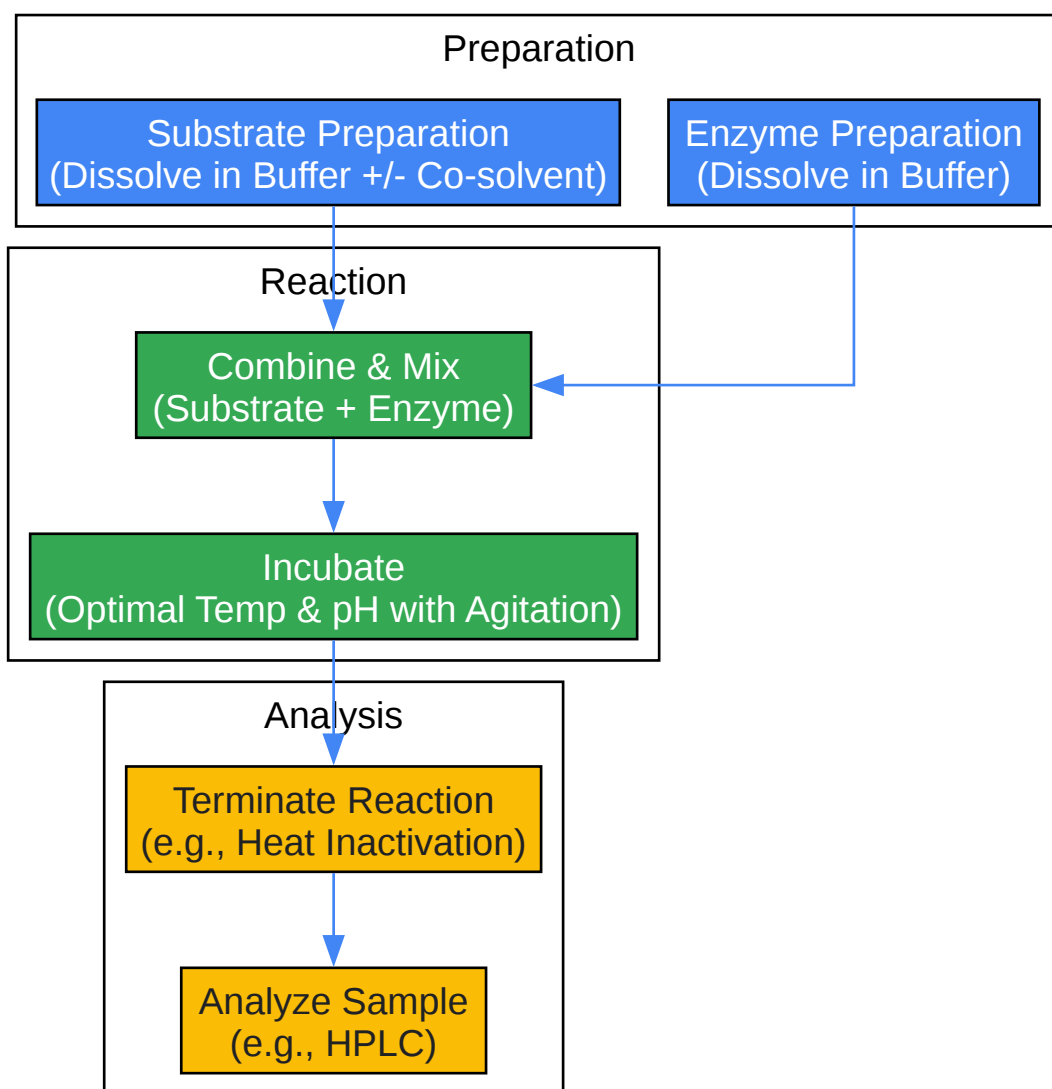 Preparation
Substrate Preparation
(Dissolve in Buffer +/- Co-solvent)
Enzyme Preparation
(Dissolve in Buffer)
Reaction
Combine & Mix
(Substrate + Enzyme)
Incubate
(Optimal Temp & pH with Agitation)
Analysis
Terminate Reaction
(e.g., Heat Inactivation)
Analyze Sample
(e.g., HPLC)